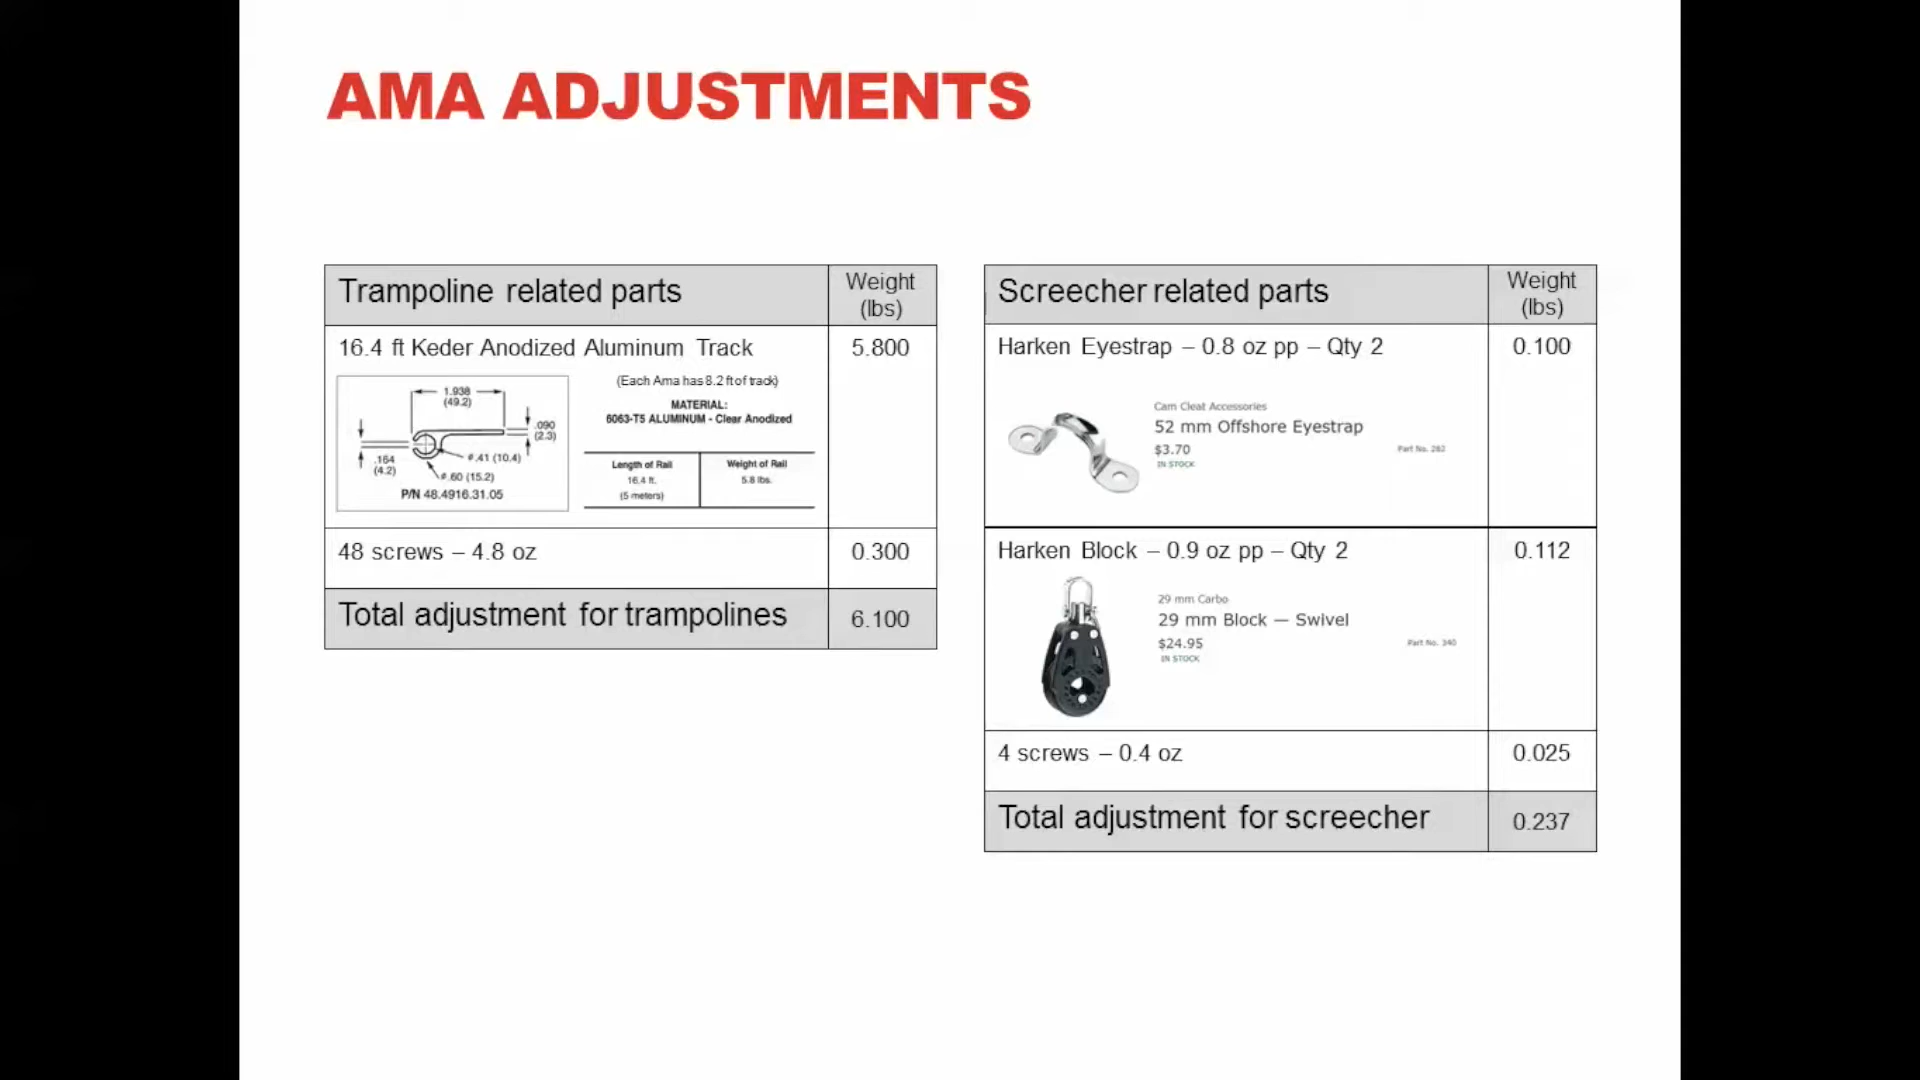 AMA ADJUSTMENTS
Trampoline related parts
Weight
(lbs)
16.4 ft Keder Anodized Aluminum Track
5.800
(Each Ama has 8.2 ft of track)
MATERIAL:
6063-T5 ALUMINUM - Clear Anodized
1.938
(49.2)
.090
(2.3)
.164
(4.2)
ø.41 (10.4)
ø.60 (15.2)
P/N 48.4916.31.05
Length of Rail
Weight of Rail
16.4 ft.
5.8 lbs.
(5 meters)
48 screws – 4.8 oz
0.300
Total adjustment for trampolines
6.100
Screecher related parts
Weight
(lbs)
Harken Eyestrap – 0.8 oz pp – Qty 2
0.100
Cam Cleat Accessories
52 mm Offshore Eyestrap
$3.70
Part No. 282
IN STOCK
Harken Block – 0.9 oz pp – Qty 2
0.112
29 mm Carbo
29 mm Block — Swivel
$24.95
Part No. 340
IN STOCK
4 screws – 0.4 oz
0.025
Total adjustment for screecher
0.237